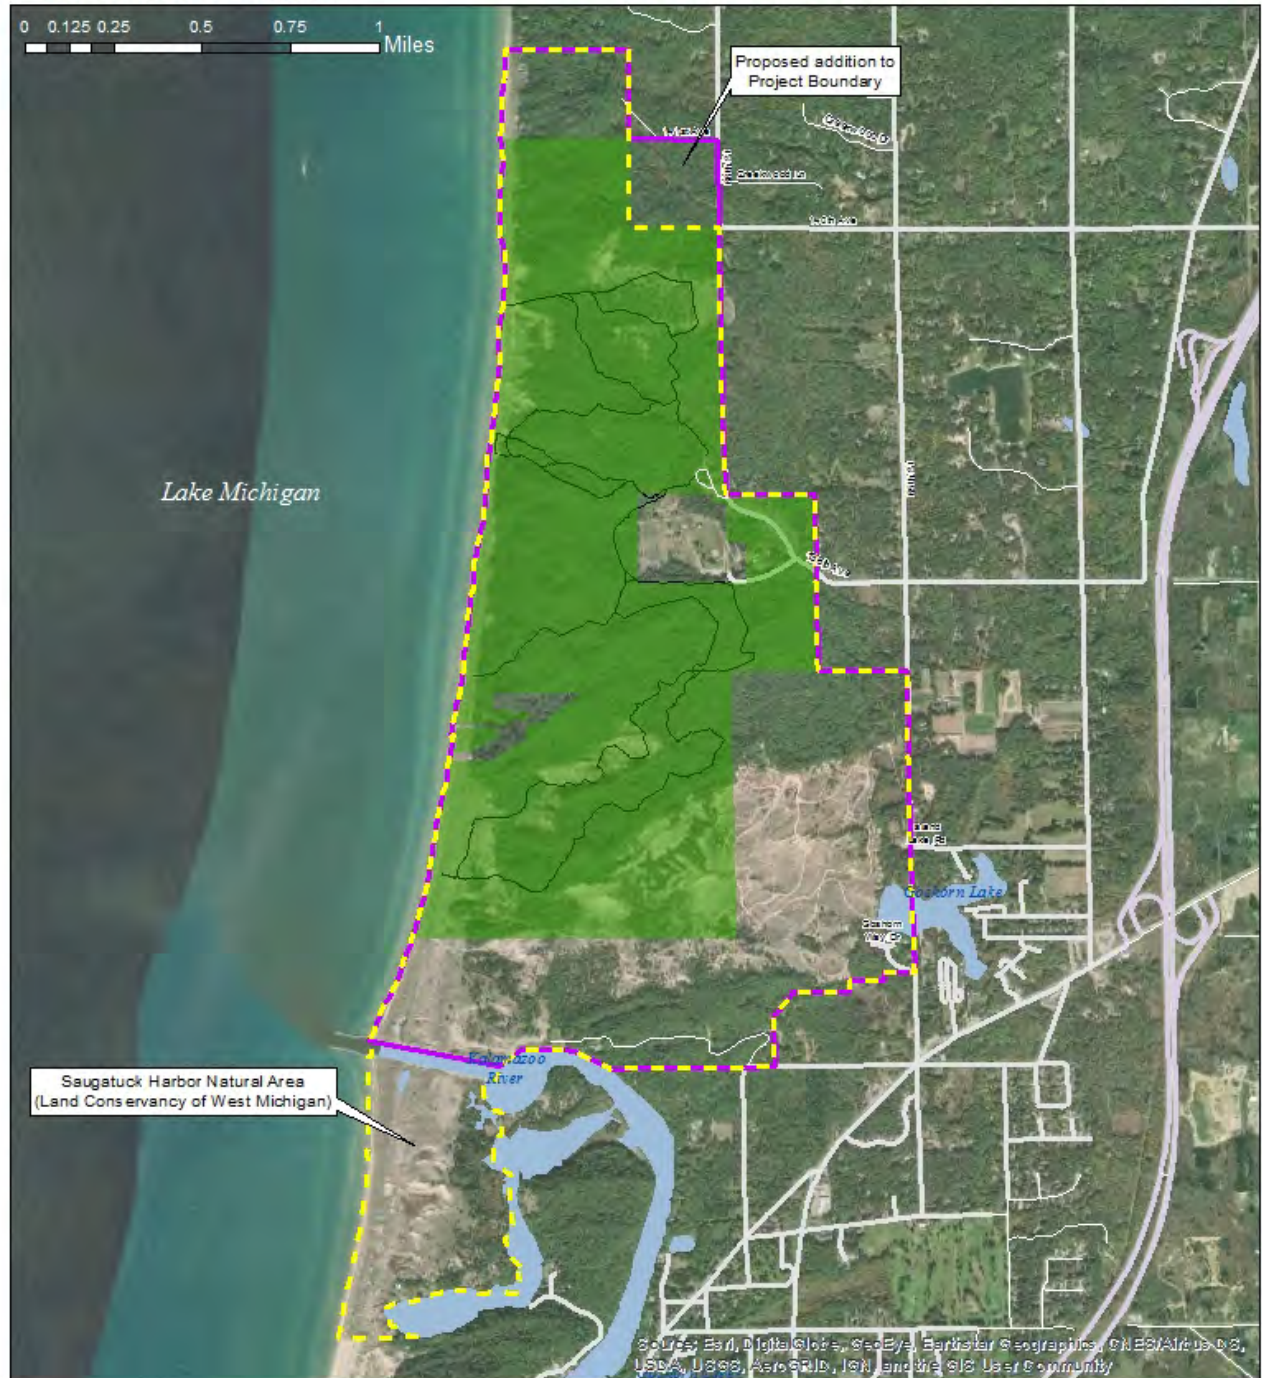 0 0.125 0.25 0.5 0.75 1
Miles
Proposed addition to
Project Boundary
Lake Michigan
Goshorn Lake
Kalamazoo
River
Saugatuck Harbor Natural Area
(Land Conservancy of West Michigan)
Source: Esri, DigitalGlobe, GeoEye, Earthstar Geographics, CNES/Airbus DS,
USDA, USGS, AeroGRID, IGN, and the GIS User Community